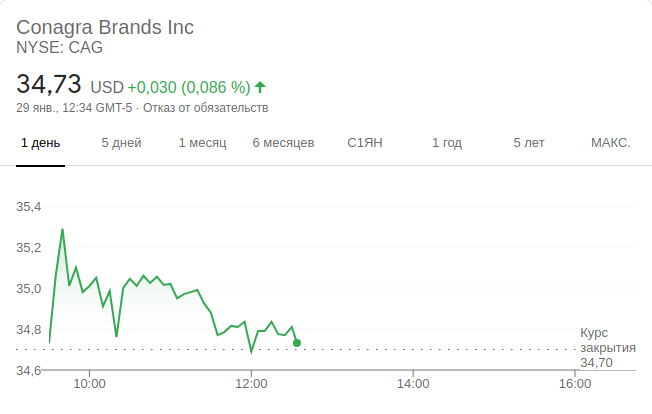 Conagra Brands Inc
NYSE: CAG
34,73 USD +0,030 (0,086 %)
29 янв., 12:34 GMT-5 · Отказ от обязательств
1 день 5 дней 1 месяц 6 месяцев С1ЯН 1 год 5 лет МАКС.
35,4
35,2
35,0
34,8
Курс
закрытия
34,70
34,6
10:00 12:00 14:00 16:00